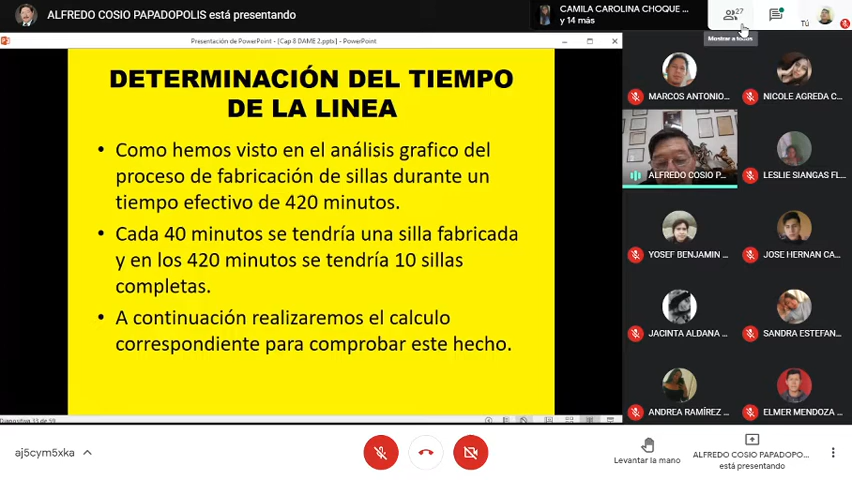 ALFREDO COSIO PAPADOPOLIS está presentando
CAMILA CAROLINA CHOQUE ...
y 14 más
27
Tú
Mostrar a todos
Presentación de PowerPoint - [Cap 8 DAME 2.ppts] - PowerPoint
DETERMINACIÓN DEL TIEMPO
DE LA LINEA
• Como hemos visto en el análisis grafico del
proceso de fabricación de sillas durante un
tiempo efectivo de 420 minutos.
• Cada 40 minutos se tendría una silla fabricada
y en los 420 minutos se tendría 10 sillas
completas.
• A continuación realizaremos el calculo
correspondiente para comprobar este hecho.
MARCOS ANTONIO...
NICOLE AGREDA C...
ALFREDO COSIO P...
LESLIE SIANGAS FL...
YOSEF BENJAMIN ...
JOSE HERNAN CA...
JACINTA ALDANA ...
SANDRA ESTEFAN...
ANDREA RAMÍREZ ...
ELMER MENDOZA ...
aj5cym5xka
Levantar la mano
ALFREDO COSIO PAPADOPO...
está presentando